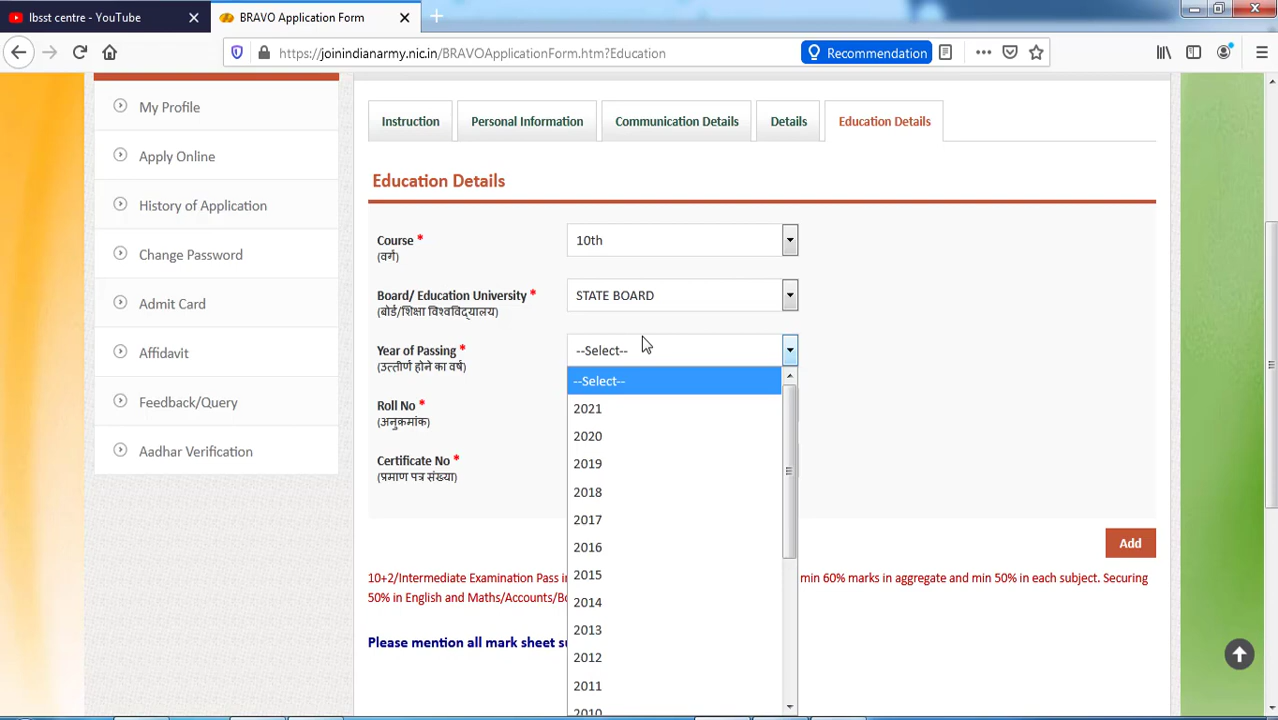 lbsst centre - YouTube
BRAVO Application Form
https://joinindianarmy.nic.in/BRAVOApplicationForm.htm?Education
Recommendation
My Profile
Apply Online
History of Application
Change Password
Admit Card
Affidavit
Feedback/Query
Aadhar Verification
Instruction
Personal Information
Communication Details
Details
Education Details
Education Details
Course *
(वर्ग)
10th
Board/ Education University *
(बोर्ड/शिक्षा विश्वविद्यालय)
STATE BOARD
Year of Passing *
(उत्तीर्ण होने का वर्ष)
--Select--
Roll No *
(अनुक्रमांक)
Certificate No *
(प्रमाण पत्र संख्या)
--Select--
2021
2020
2019
2018
2017
2016
2015
2014
2013
2012
2011
2010
Add
10+2/Intermediate Examination Pass in min 60% marks in aggregate and min 50% in each subject. Securing
50% in English and Maths/Accounts/Bo
Please mention all mark sheet su